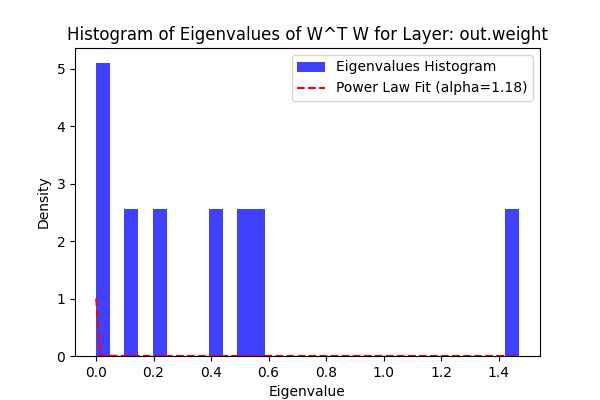 Histogram of Eigenvalues of W^T W for Layer: out.weight
Eigenvalues Histogram
Power Law Fit (alpha=1.18)
Density
5
4
3
2
1
0
0.0 0.2 0.4 0.6 0.8 1.0 1.2 1.4
Eigenvalue